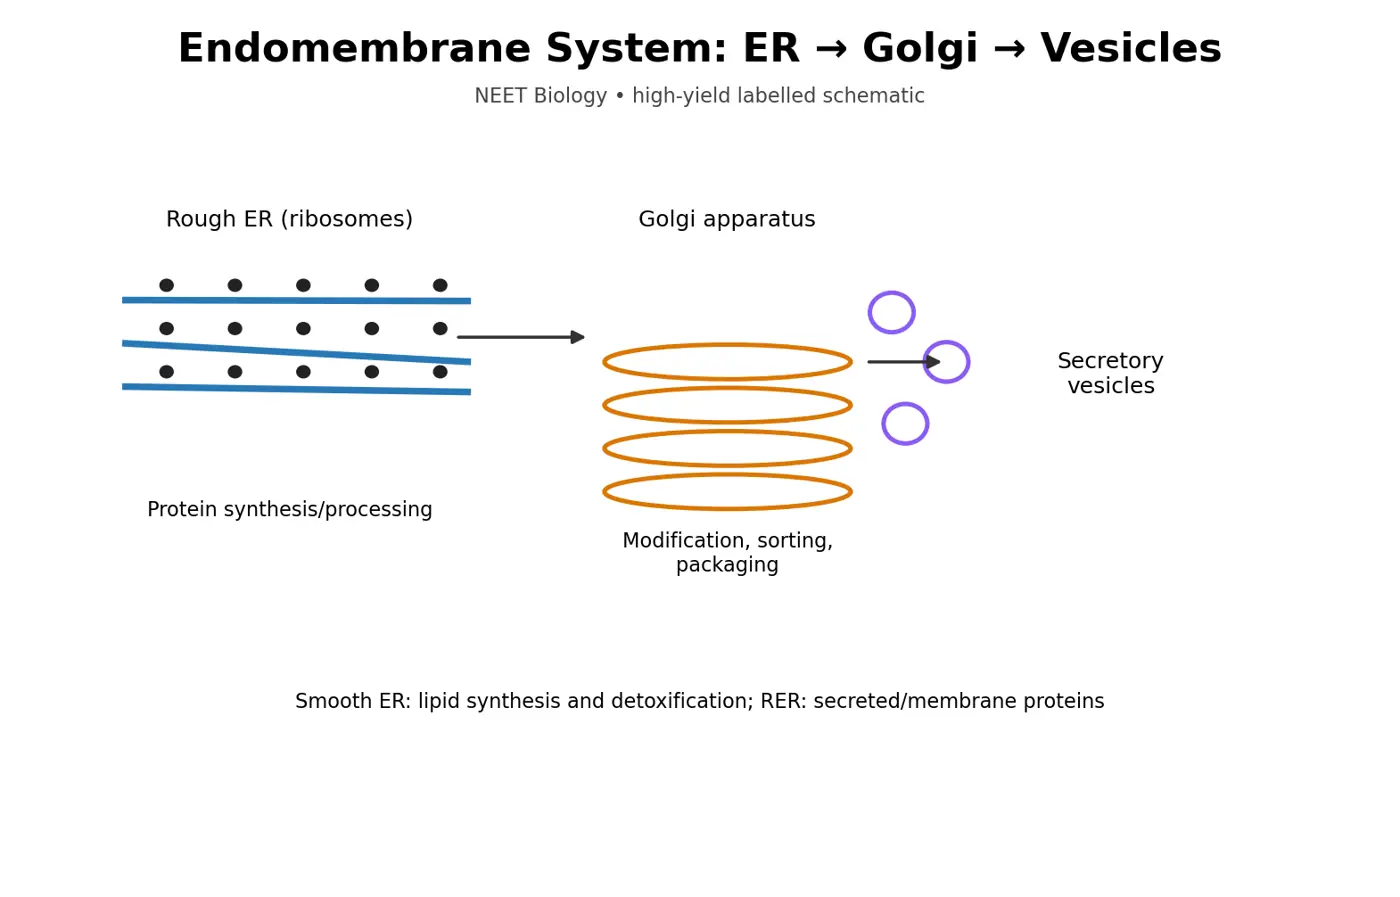 Endomembrane System: ER → Golgi → Vesicles
NEET Biology • high-yield labelled schematic
Rough ER (ribosomes)
Golgi apparatus
Secretory
vesicles
Protein synthesis/processing
Modification, sorting,
packaging
Smooth ER: lipid synthesis and detoxification; RER: secreted/membrane proteins